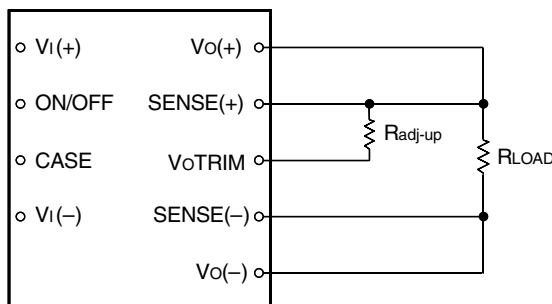 VI(+) VO(+)
ON/OFF SENSE(+)
Radj-up
CASE VOTRIM
RLOAD
VI(–) SENSE(–)
VO(–)